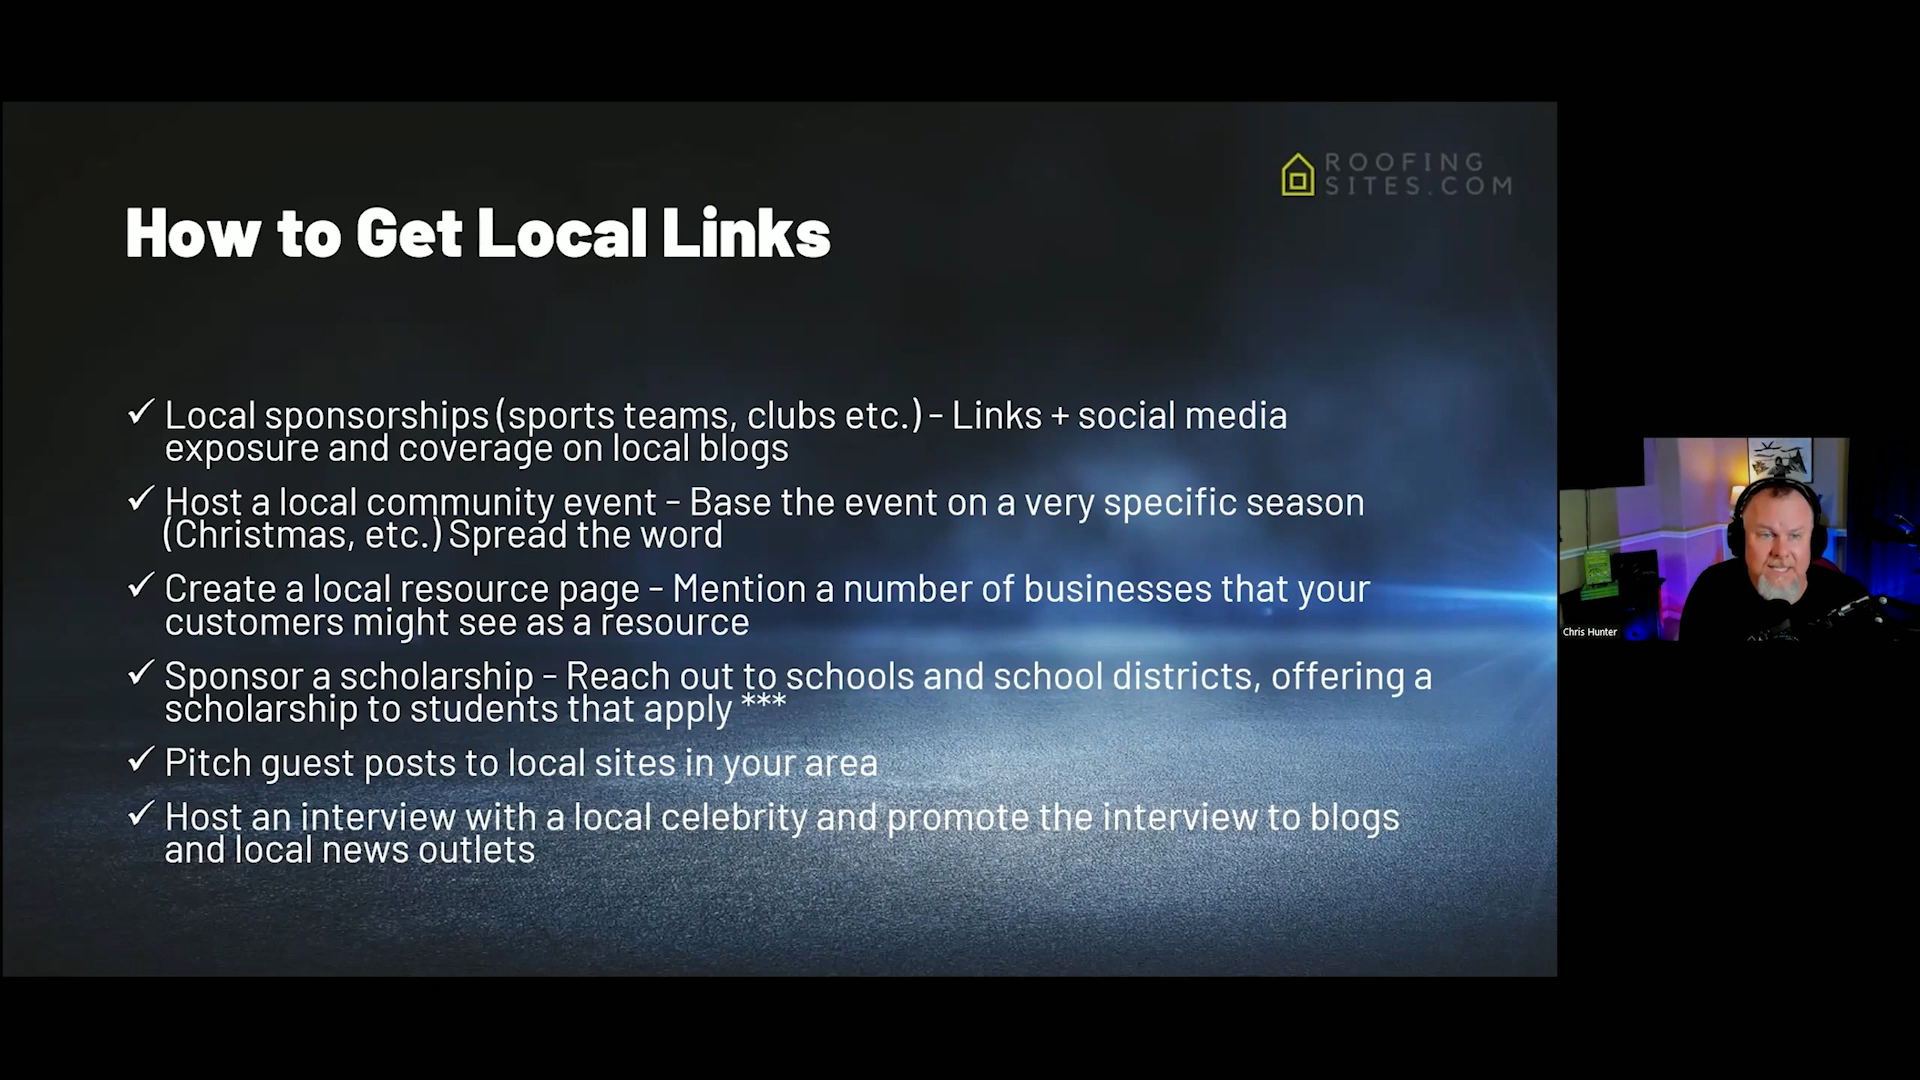 ROOFING
SITES.COM
How to Get Local Links
✓ Local sponsorships (sports teams, clubs etc.) - Links + social media
exposure and coverage on local blogs
✓ Host a local community event - Base the event on a very specific season
(Christmas, etc.) Spread the word
✓ Create a local resource page - Mention a number of businesses that your
customers might see as a resource
✓ Sponsor a scholarship - Reach out to schools and school districts, offering a
scholarship to students that apply ***
✓ Pitch guest posts to local sites in your area
✓ Host an interview with a local celebrity and promote the interview to blogs
and local news outlets
Chris Hunter